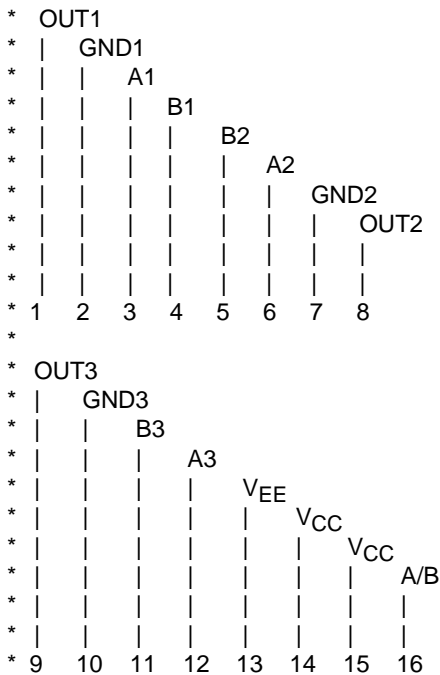 * OUT1
* | GND1
* | | A1
* | | | B1
* | | | | B2
* | | | | | A2
* | | | | | | GND2
* | | | | | | | OUT2
* | | | | | | | |
* | | | | | | | |
* 1 2 3 4 5 6 7 8
*
* OUT3
* | GND3
* | | B3
* | | | A3
* | | | | VEE
* | | | | | VCC
* | | | | | | VCC
* | | | | | | | A/B
* | | | | | | | |
* | | | | | | | |
* 9 10 11 12 13 14 15 16